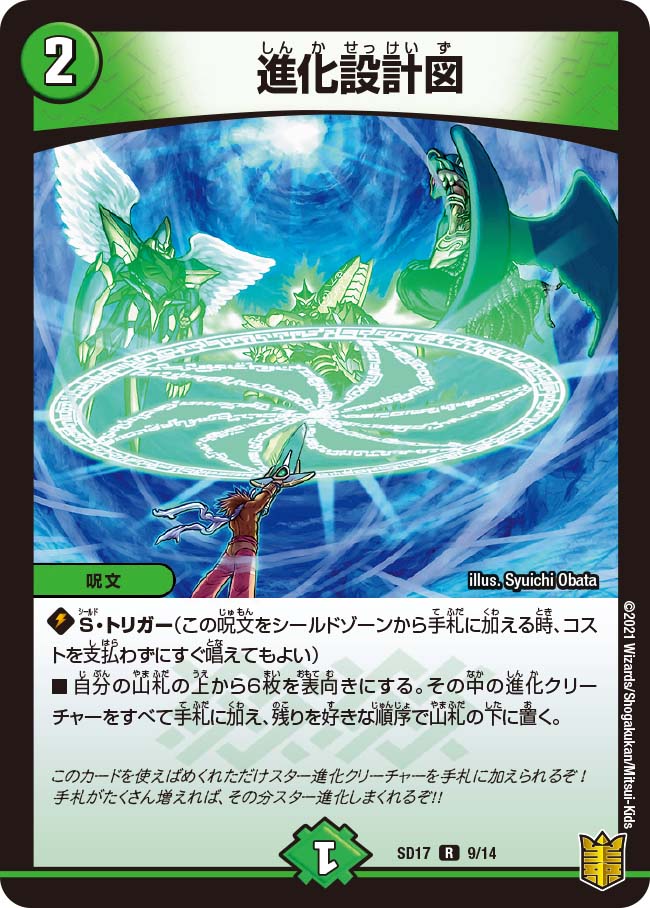 2
しんかせっけいず
進化設計図
呪文
illus. Syuichi Obata
シールド
S・トリガー(この呪文をシールドゾーンから手札に加える時、コス
トを支払わずにすぐ唱えてもよい)
■ 自分の山札の上から6枚を表向きにする。その中の進化クリー
チャーをすべて手札に加え、残りを好きな順序で山札の下に置く。
このカードを使えばめくれただけスター進化クリーチャーを手札に加えられるぞ!
手札がたくさん増えれば、その分スター進化しまくれるぞ!!
1
SD17 R 9/14
©2021 Wizards/Shogakukan/Mitsui-Kids